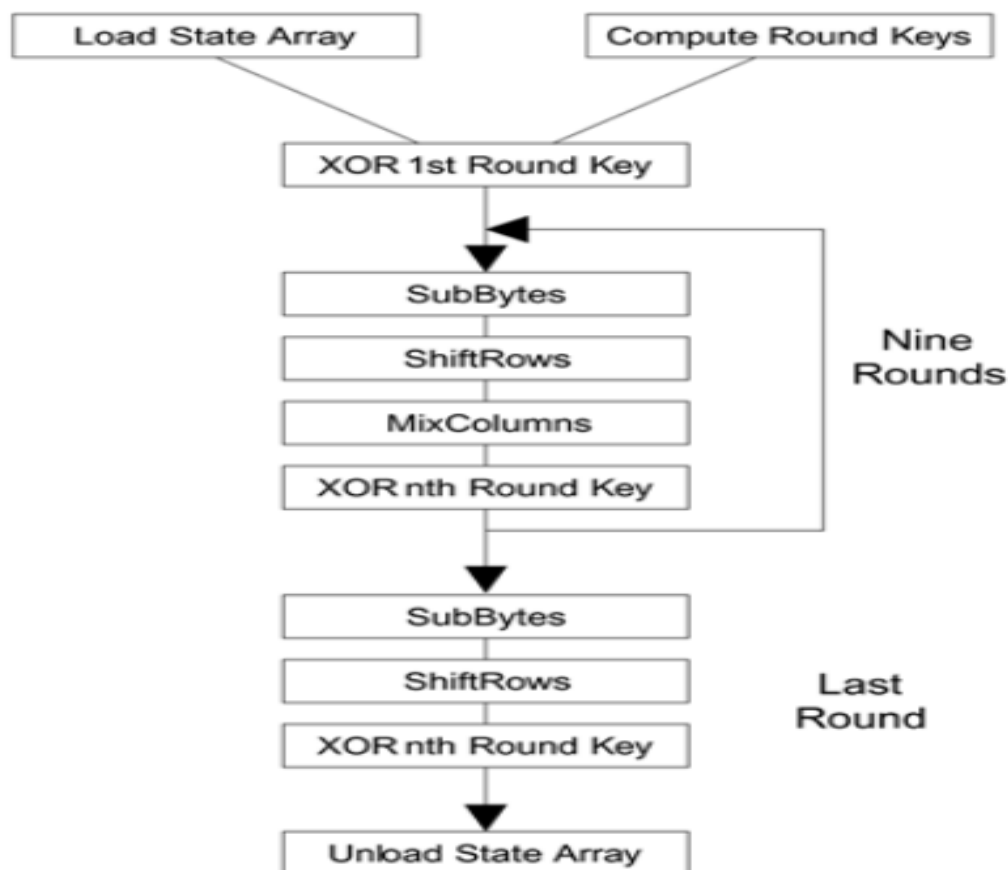 Load State Array
Compute Round Keys
XOR 1st Round Key
SubBytes
ShiftRows
MixColumns
XOR nth Round Key
Nine
Rounds
SubBytes
ShiftRows
XOR nth Round Key
Last
Round
Unload State Array